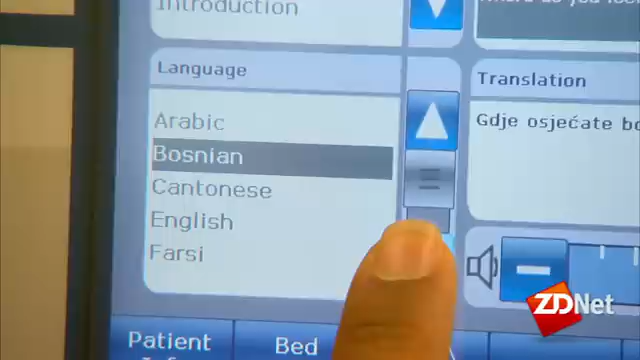 Introduction
Language
Arabic
Bosnian
Cantonese
English
Farsi
Translation
Gdje osjećate
Patient
Bed
ZDNet